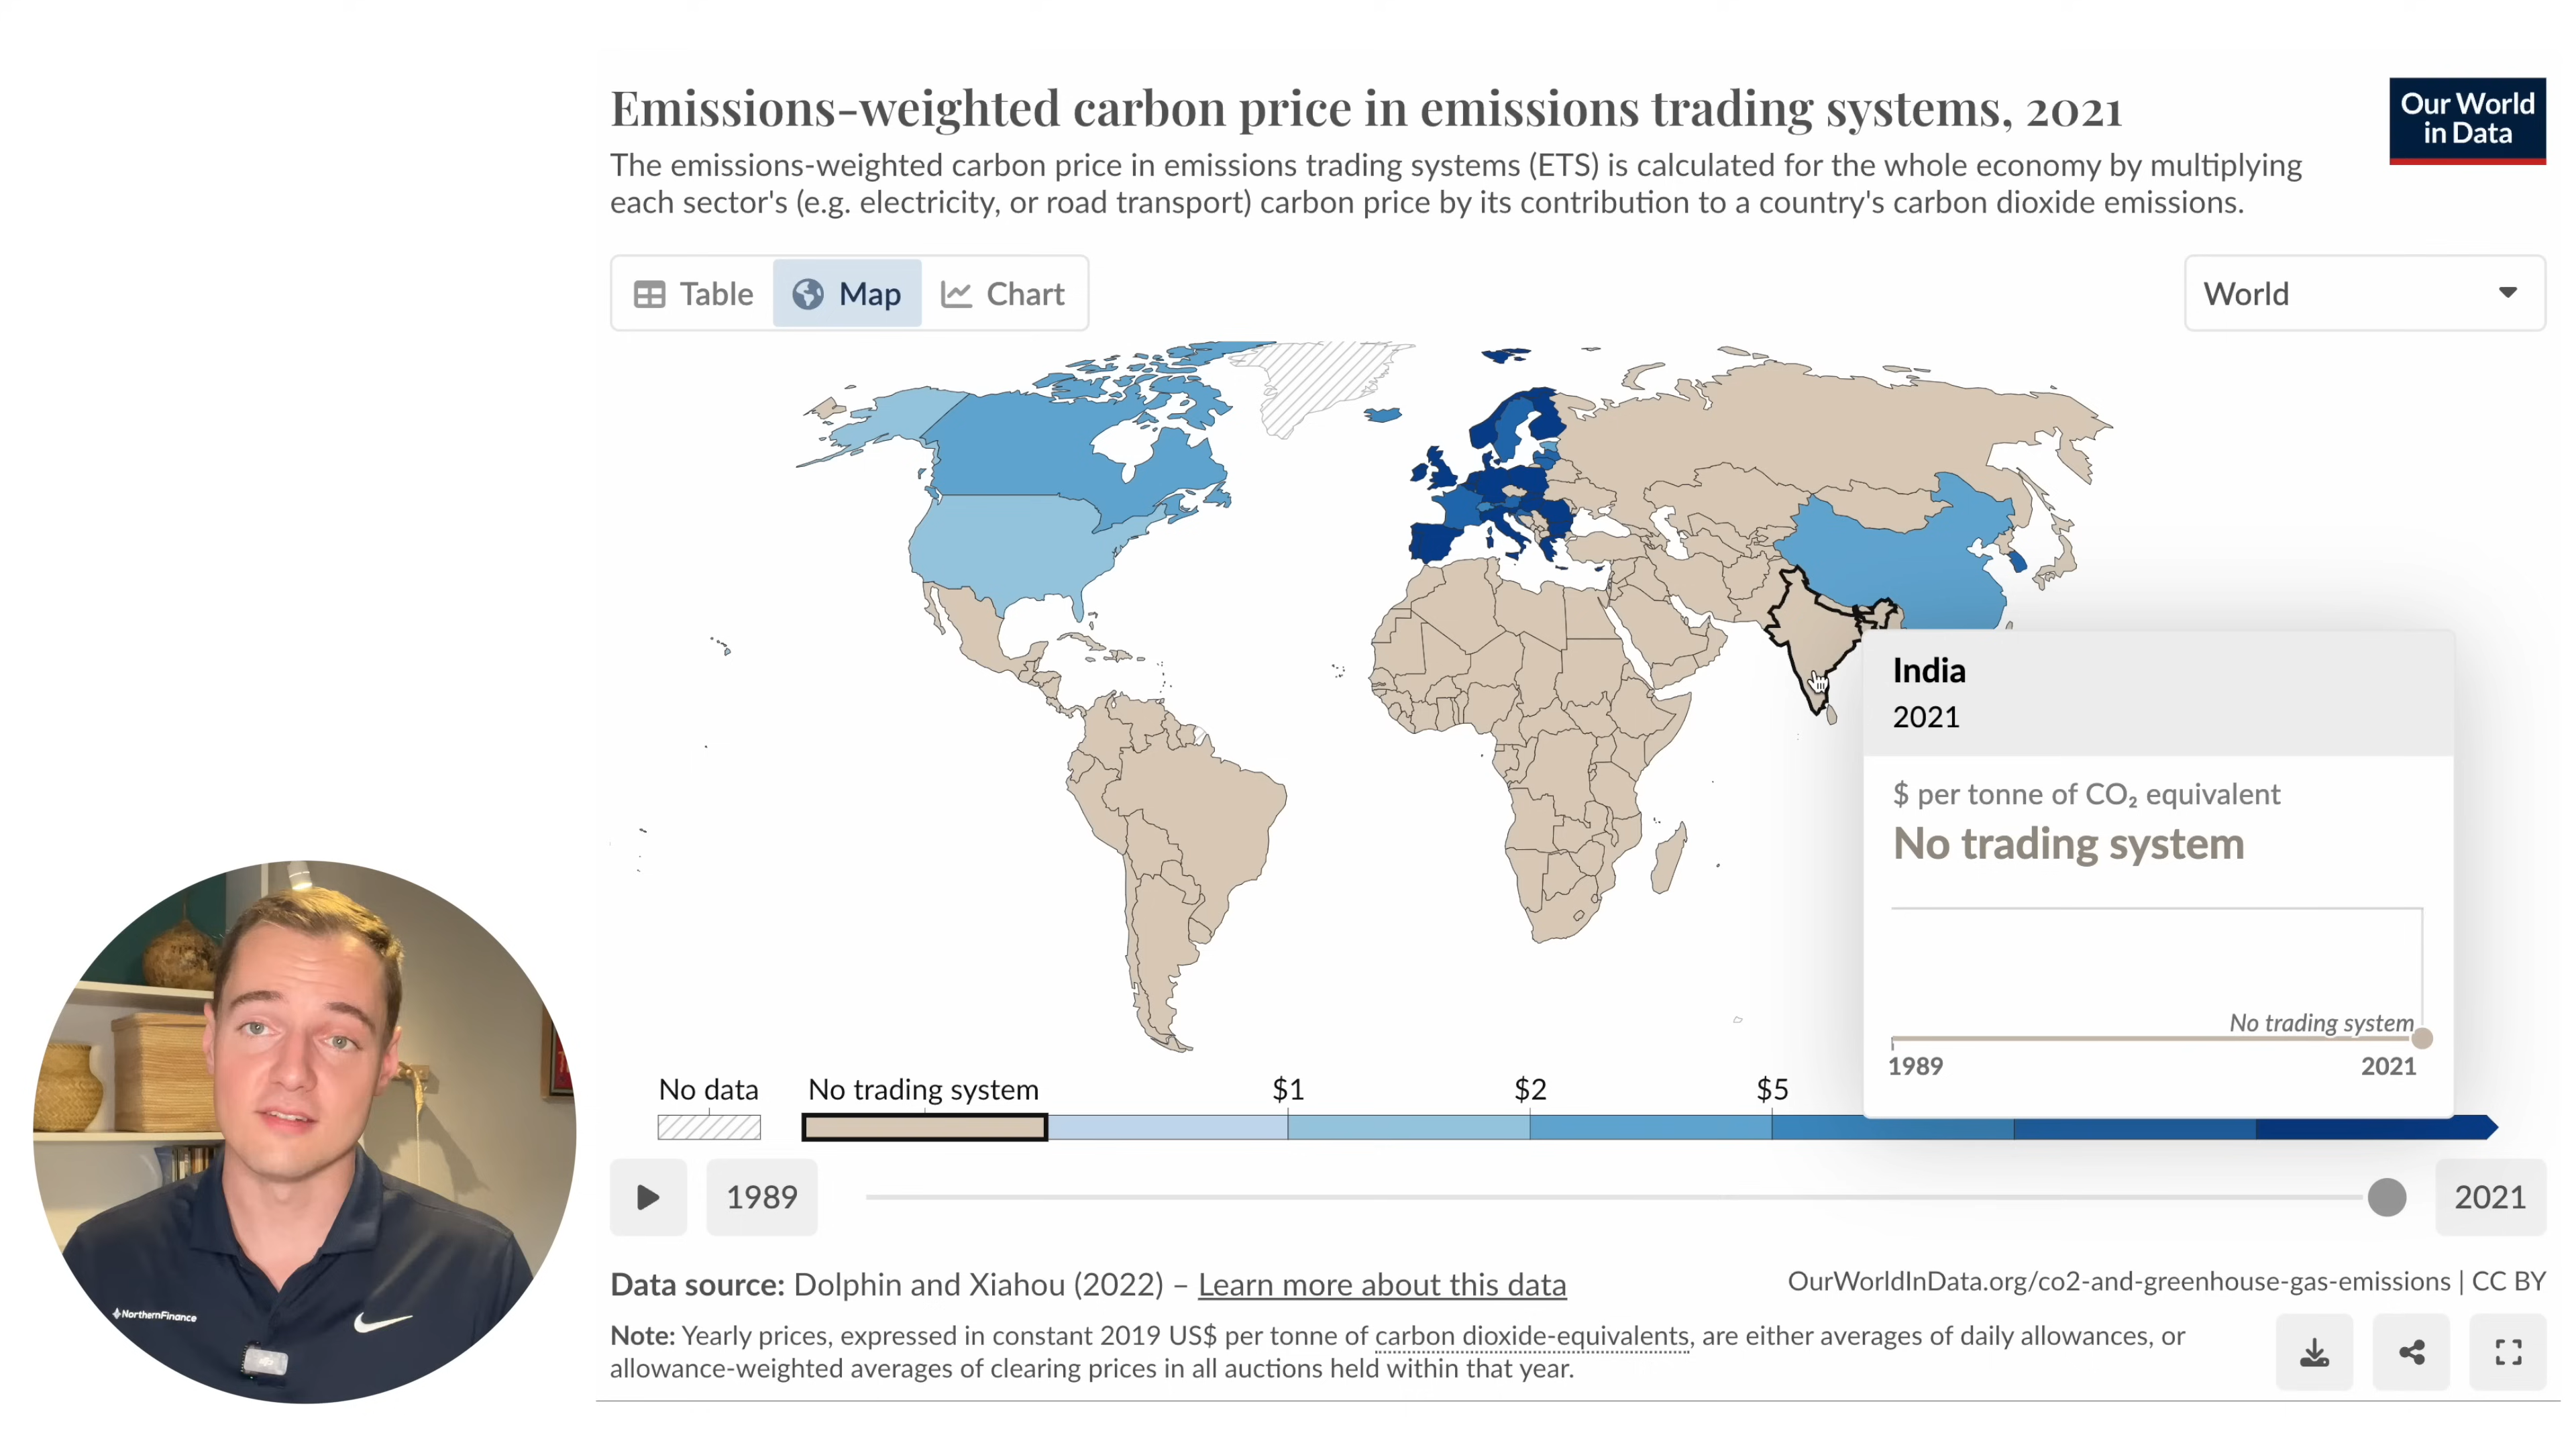 Emissions-weighted carbon price in emissions trading systems, 2021
Our World
in Data
The emissions-weighted carbon price in emissions trading systems (ETS) is calculated for the whole economy by multiplying
each sector's (e.g. electricity, or road transport) carbon price by its contribution to a country's carbon dioxide emissions.
Table
Map
Chart
World
India
2021
$ per tonne of CO₂ equivalent
No trading system
No trading system
1989
2021
No data
No trading system
$1
$2
$5
1989
2021
Data source: Dolphin and Xiahou (2022) – Learn more about this data
OurWorldInData.org/co2-and-greenhouse-gas-emissions | CC BY
Note: Yearly prices, expressed in constant 2019 US$ per tonne of carbon dioxide-equivalents, are either averages of daily allowances, or
allowance-weighted averages of clearing prices in all auctions held within that year.
NorthernFinance